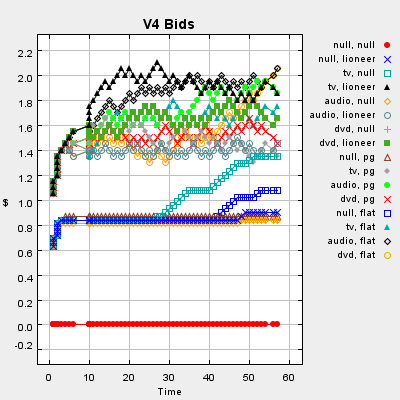 V4 Bids
2.2
2.0
1.8
1.6
1.4
1.2
1.0
0.8
0.6
0.4
0.2
0.0
-0.2
$
0
10
20
30
40
50
60
Time
null, null
null, lioneer
tv, null
tv, lioneer
audio, null
audio, lioneer
dvd, null
dvd, lioneer
null, pg
tv, pg
audio, pg
dvd, pg
null, flat
tv, flat
audio, flat
dvd, flat